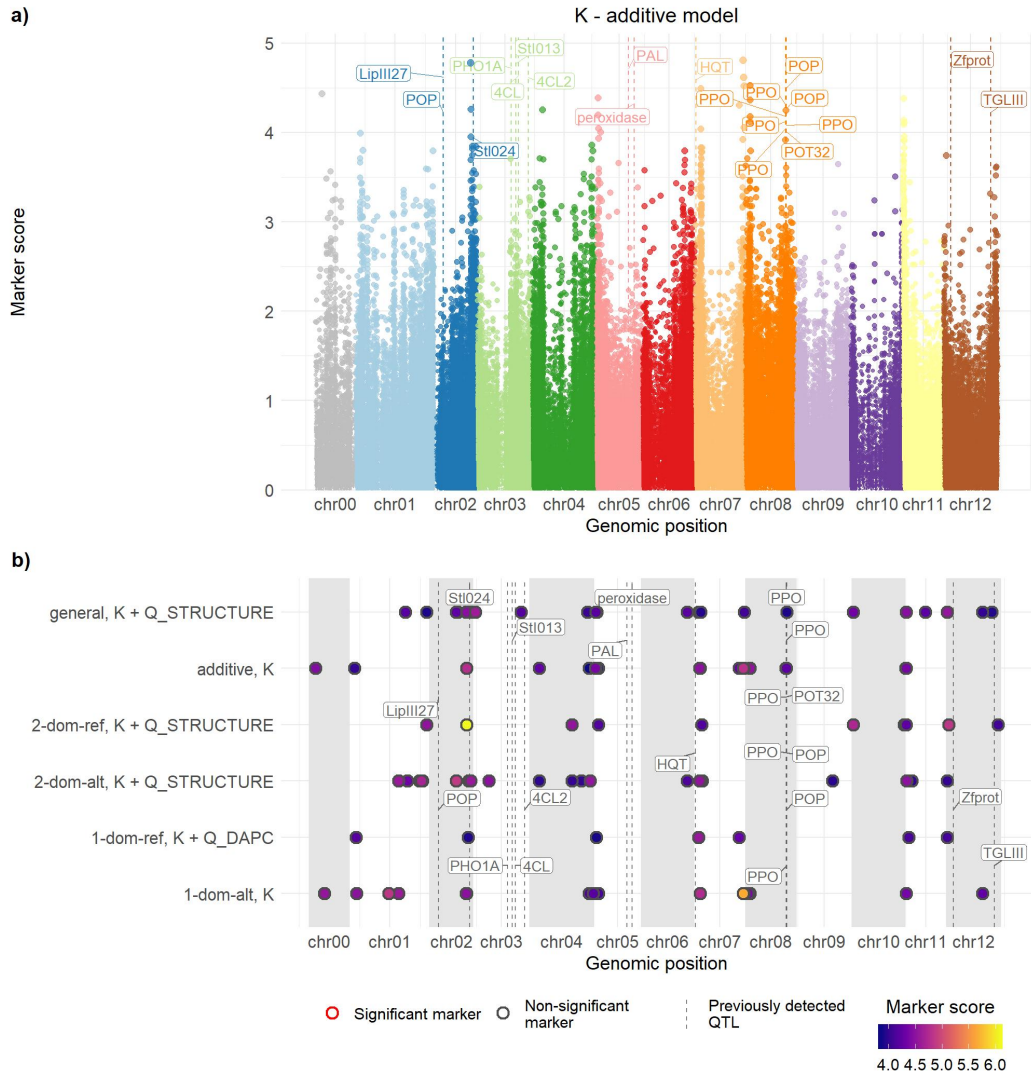 a)
K - additive model
Marker score
5
4
3
2
1
0
LipIII27
POP
Stl024
PHO1A
Stl013
4CL
4CL2
PAL
peroxidase
HQT
PPO
PPO
POP
POP
PPO
PPO
POT32
PPO
Zfprot
TGLIII
chr00 chr01 chr02 chr03 chr04 chr05 chr06 chr07 chr08 chr09 chr10 chr11 chr12
Genomic position
b)
general, K + Q_STRUCTURE
additive, K
2-dom-ref, K + Q_STRUCTURE
2-dom-alt, K + Q_STRUCTURE
1-dom-ref, K + Q_DAPC
1-dom-alt, K
Stl024
peroxidase
PPO
Stl013
PPO
PAL
LipIII27
PPO
POT32
HQT
PPO
POP
POP
4CL2
POP
Zfprot
PHO1A
4CL
PPO
TGLIII
chr00 chr01 chr02 chr03 chr04 chr05 chr06 chr07 chr08 chr09 chr10 chr11 chr12
Genomic position
Significant marker
Non-significant
marker
Previously detected
QTL
Marker score
4.0 4.5 5.0 5.5 6.0